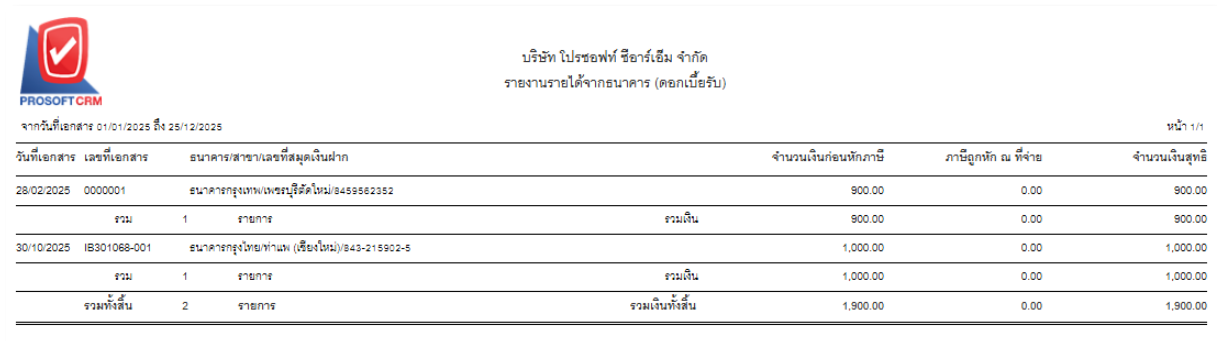 PROSOFT CRM
บริษัท โปรซอฟท์ ซีอาร์เอ็ม จำกัด
รายงานรายได้จากธนาคาร (ดอกเบี้ยรับ)
จากวันที่เอกสาร 01/01/2025 ถึง 25/12/2025 หน้า 1/1
วันที่เอกสาร เลขที่เอกสาร ธนาคาร/สาขา/เลขที่สมุดเงินฝาก จำนวนเงินก่อนหักภาษี ภาษีถูกหัก ณ ที่จ่าย จำนวนเงินสุทธิ
28/02/2025 0000001 ธนาคารกรุงเทพ/เพชรบุรีตัดใหม่/8459562352 900.00 0.00 900.00
รวม 1 รายการ รวมเงิน 900.00 0.00 900.00
30/10/2025 IB301068-001 ธนาคารกรุงไทย/ท่าแพ (เชียงใหม่)/843-215902-5 1,000.00 0.00 1,000.00
รวม 1 รายการ รวมเงิน 1,000.00 0.00 1,000.00
รวมทั้งสิ้น 2 รายการ รวมเงินทั้งสิ้น 1,900.00 0.00 1,900.00